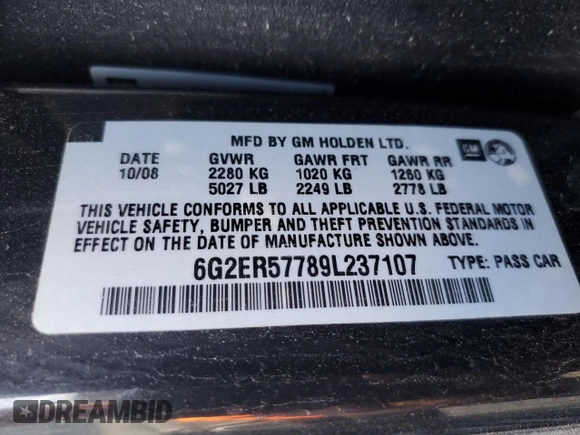 MFD BY GM HOLDEN LTD.
GM
DATE GVWR GAWR FRT GAWR RR
10/08 2280 KG 1020 KG 1260 KG
5027 LB 2249 LB 2778 LB
THIS VEHICLE CONFORMS TO ALL APPLICABLE U.S. FEDERAL MOTOR
VEHICLE SAFETY, BUMPER AND THEFT PREVENTION STANDARDS IN
EFFECT ON THE DATE OF MANUFACTURE SHOWN ABOVE.
6G2ER57789L237107 TYPE: PASS CAR
DREAMBID